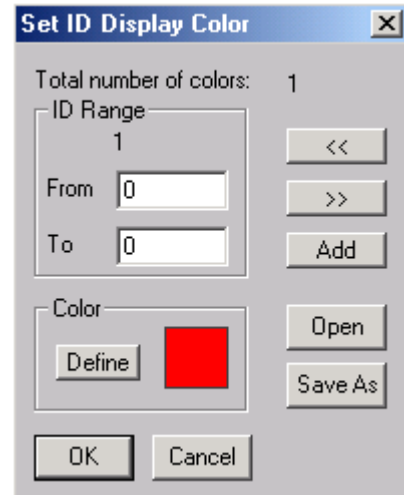 Set ID Display Color
Total number of colors: 1
ID Range
1
<<
From 0
>>
To 0
Add
Color
Define
Open
Save As
OK Cancel